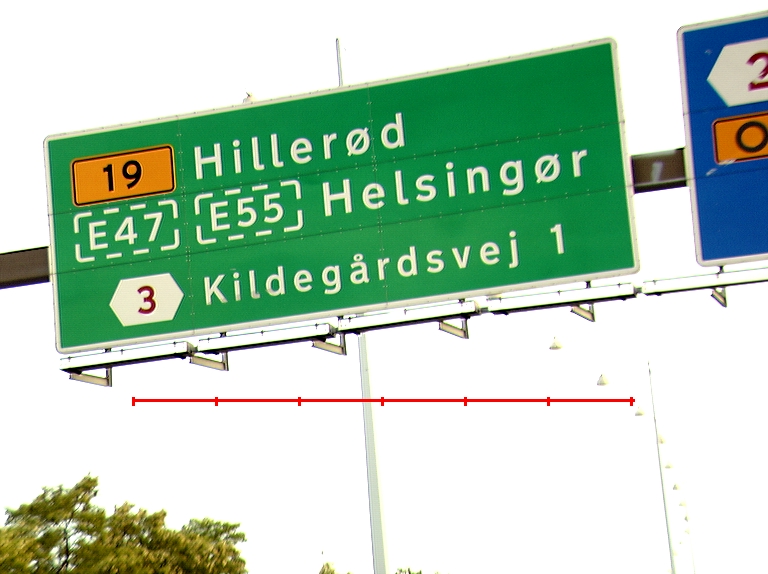 19 Hillerød
E47 E55 Helsingør
3 Kildegårdsvej 1